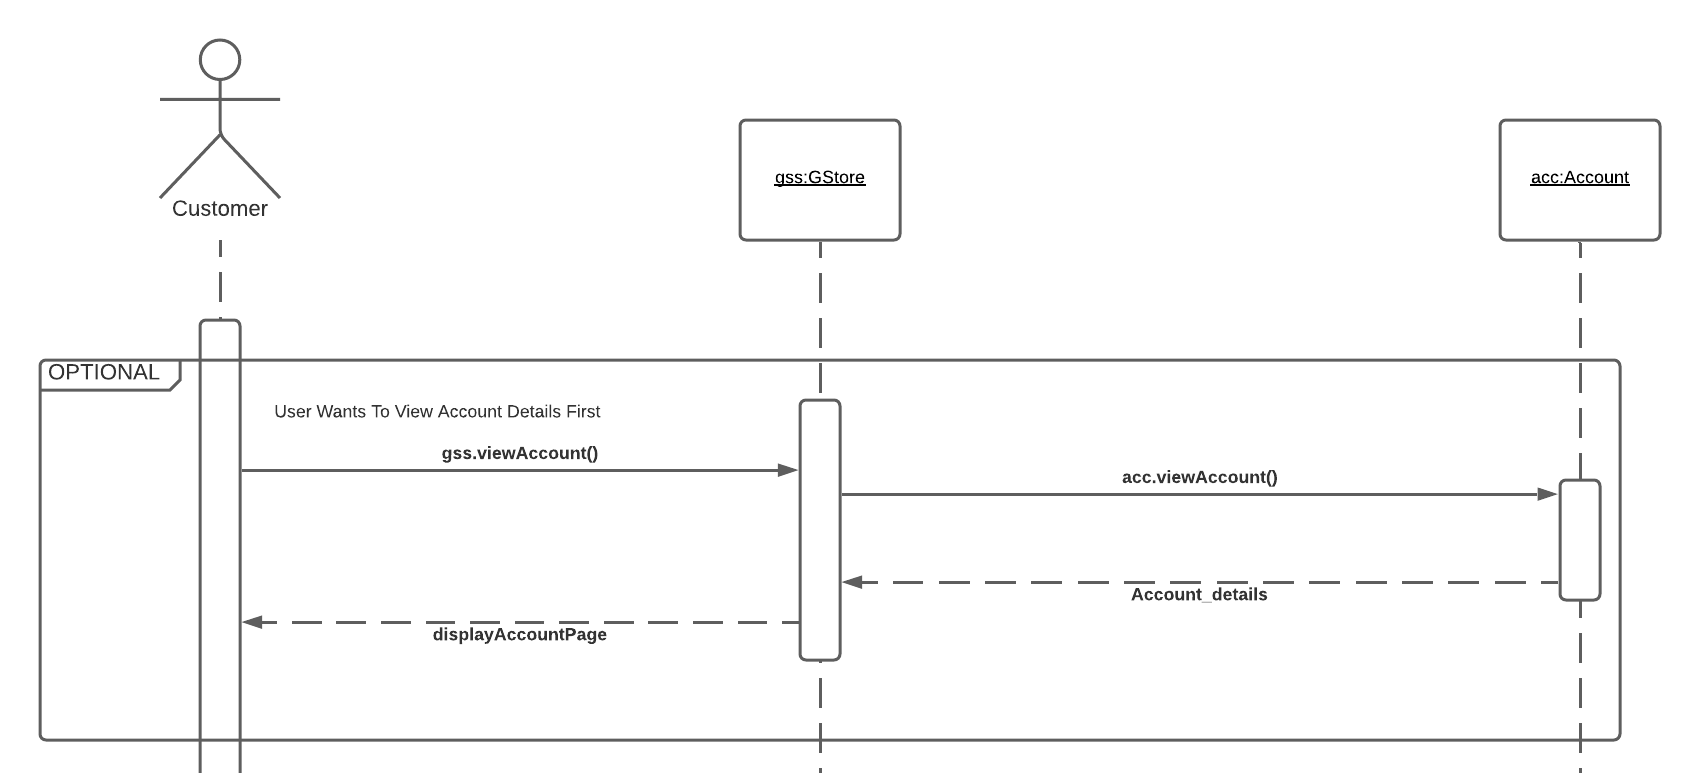 Customer
gss:GStore
acc:Account
OPTIONAL
User Wants To View Account Details First
gss.viewAccount()
acc.viewAccount()
Account_details
displayAccountPage